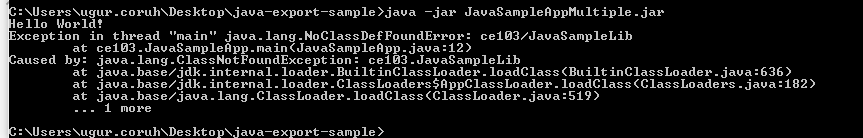 C:\Users\ugur.coruh\Desktop\java-export-sample>java -jar JavaSampleAppMultiple.jar
Hello World!
Exception in thread "main" java.lang.NoClassDefFoundError: ce103/JavaSampleLib
at ce103.JavaSampleApp.main(JavaSampleApp.java:12)
Caused by: java.lang.ClassNotFoundException: ce103.JavaSampleLib
at java.base/jdk.internal.loader.BuiltinClassLoader.loadClass(BuiltinClassLoader.java:636)
at java.base/jdk.internal.loader.ClassLoaders$AppClassLoader.loadClass(ClassLoaders.java:182)
at java.base/java.lang.ClassLoader.loadClass(ClassLoader.java:519)
... 1 more
C:\Users\ugur.coruh\Desktop\java-export-sample>